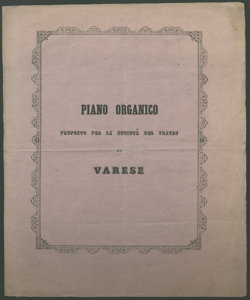 PIANO ORGANICO
PROPOSTO PER LA SOCIETÀ DEL TEATRO
DI
VARESE